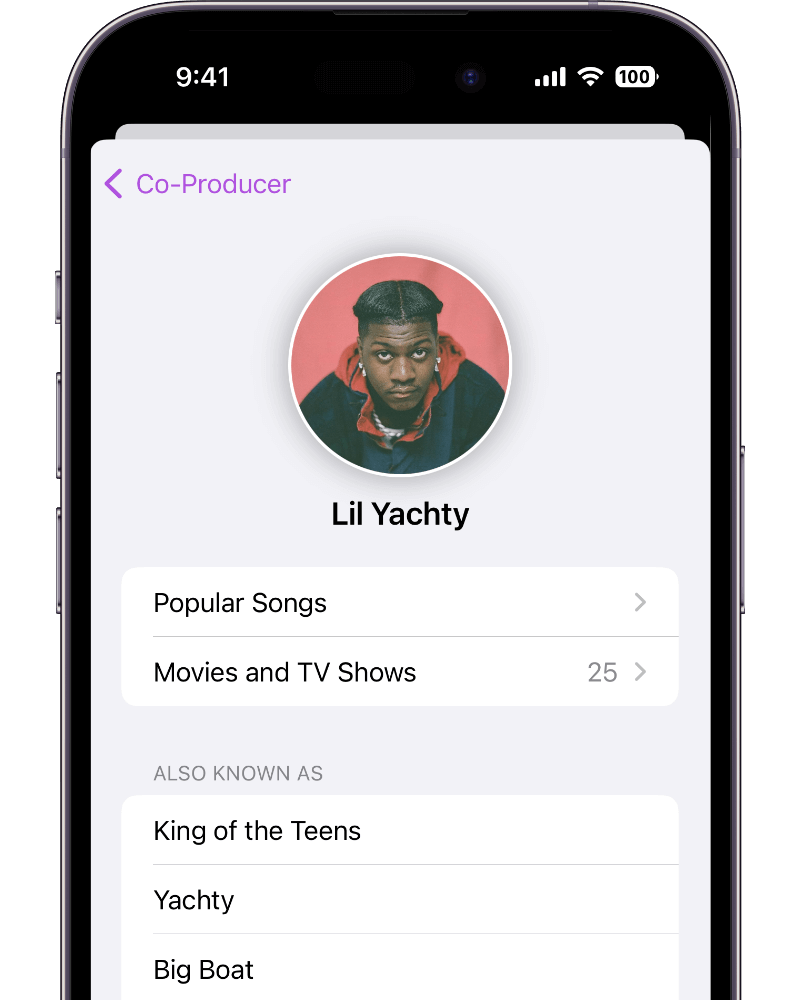 9:41
100
Co-Producer
Lil Yachty
Popular Songs
Movies and TV Shows 25
ALSO KNOWN AS
King of the Teens
Yachty
Big Boat